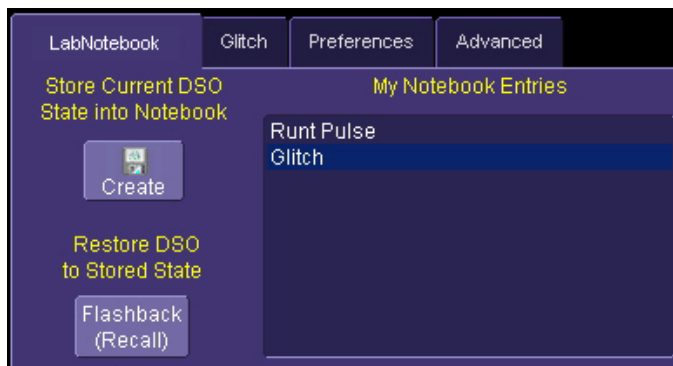 LabNotebook
Glitch
Preferences
Advanced
Store Current DSO
State into Notebook
Create
Restore DSO
to Stored State
Flashback
(Recall)
My Notebook Entries
Runt Pulse
Glitch